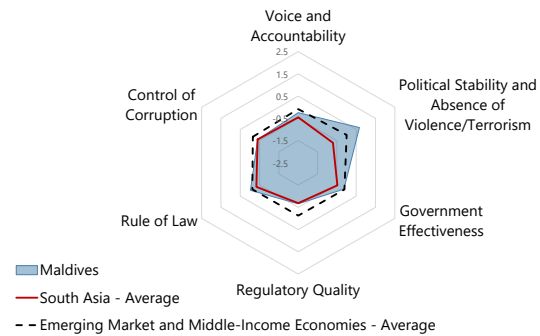 Voice and
Accountability
2.5
1.5
0.5
-0.5
-1.5
-2.5
Political Stability and
Absence of
Violence/Terrorism
Control of
Corruption
Rule of Law
Government
Effectiveness
Regulatory Quality
Maldives
South Asia - Average
Emerging Market and Middle-Income Economies - Average